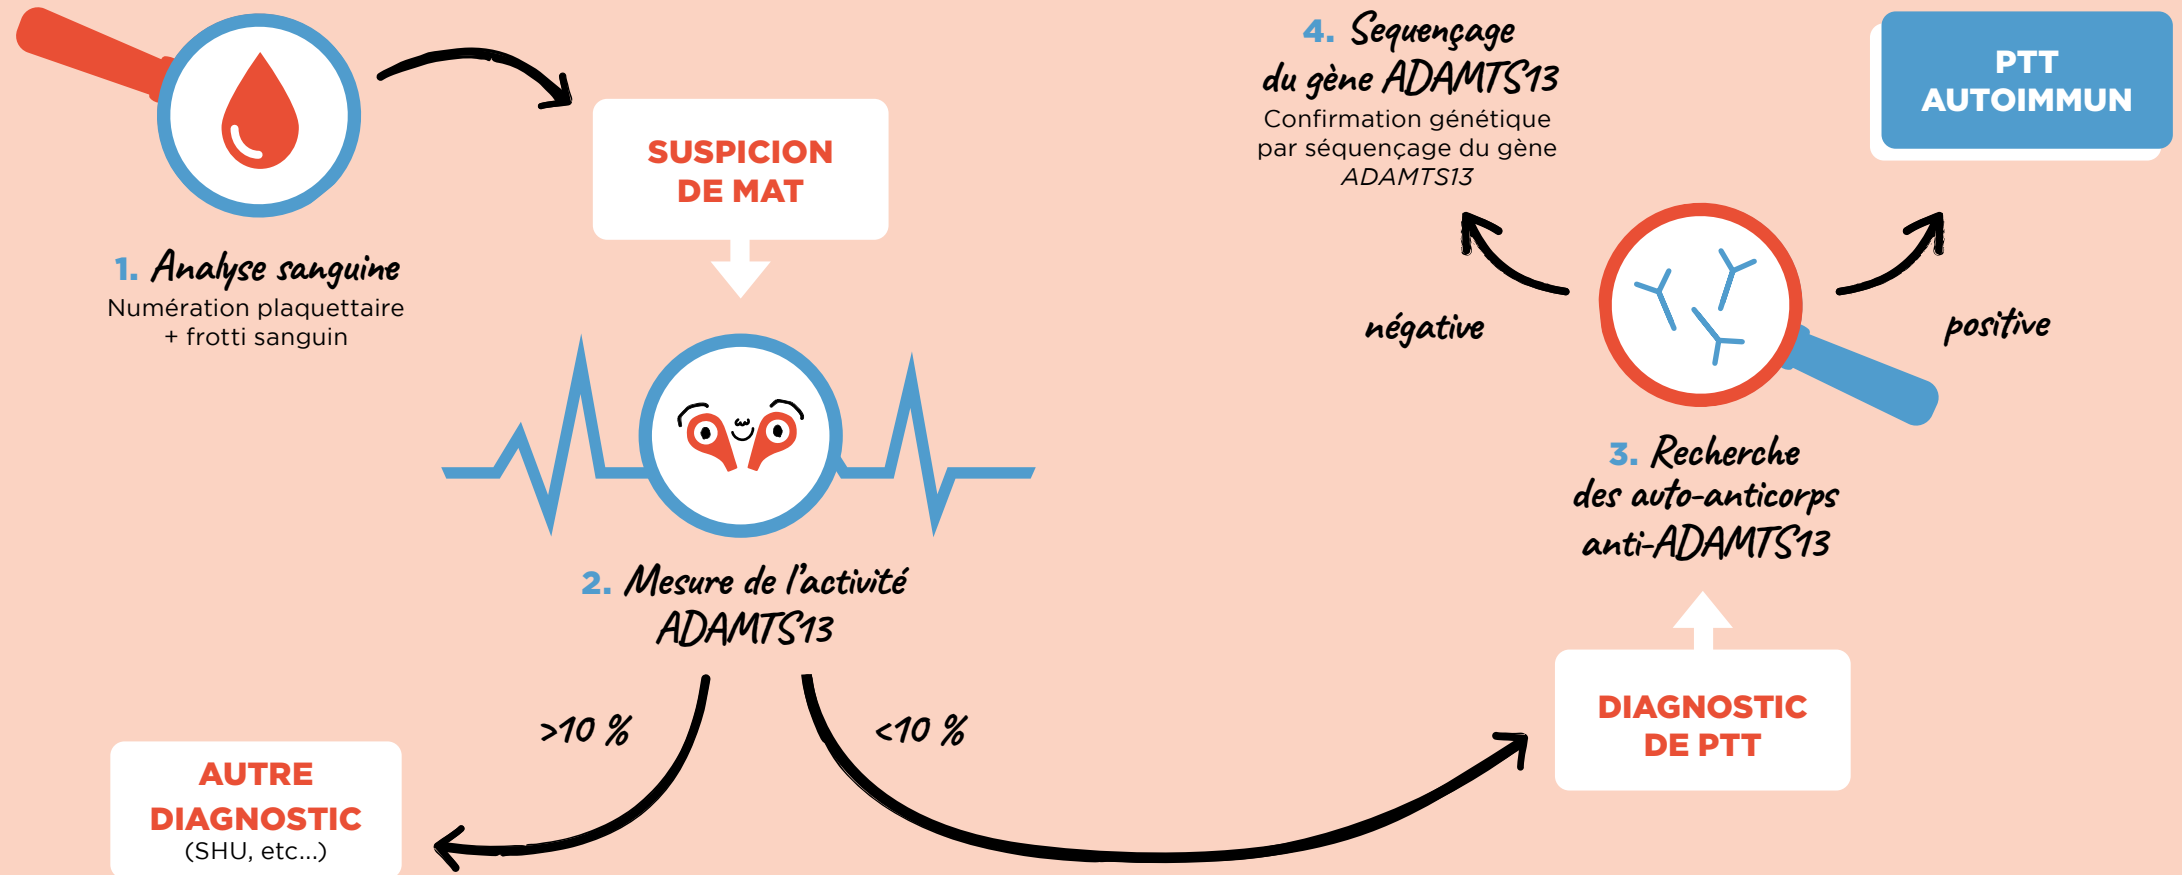 1. Analyse sanguine
Numération plaquettaire
+ frotti sanguin
SUSPICION
DE MAT
2. Mesure de l'activité
ADAMTS13
>10 %
<10 %
AUTRE
DIAGNOSTIC
(SHU, etc...)
DIAGNOSTIC
DE PTT
3. Recherche
des auto-anticorps
anti-ADAMTS13
négative
positive
4. Sequençage
du gène ADAMTS13
Confirmation génétique
par séquençage du gène
ADAMTS13
PTT
AUTOIMMUN